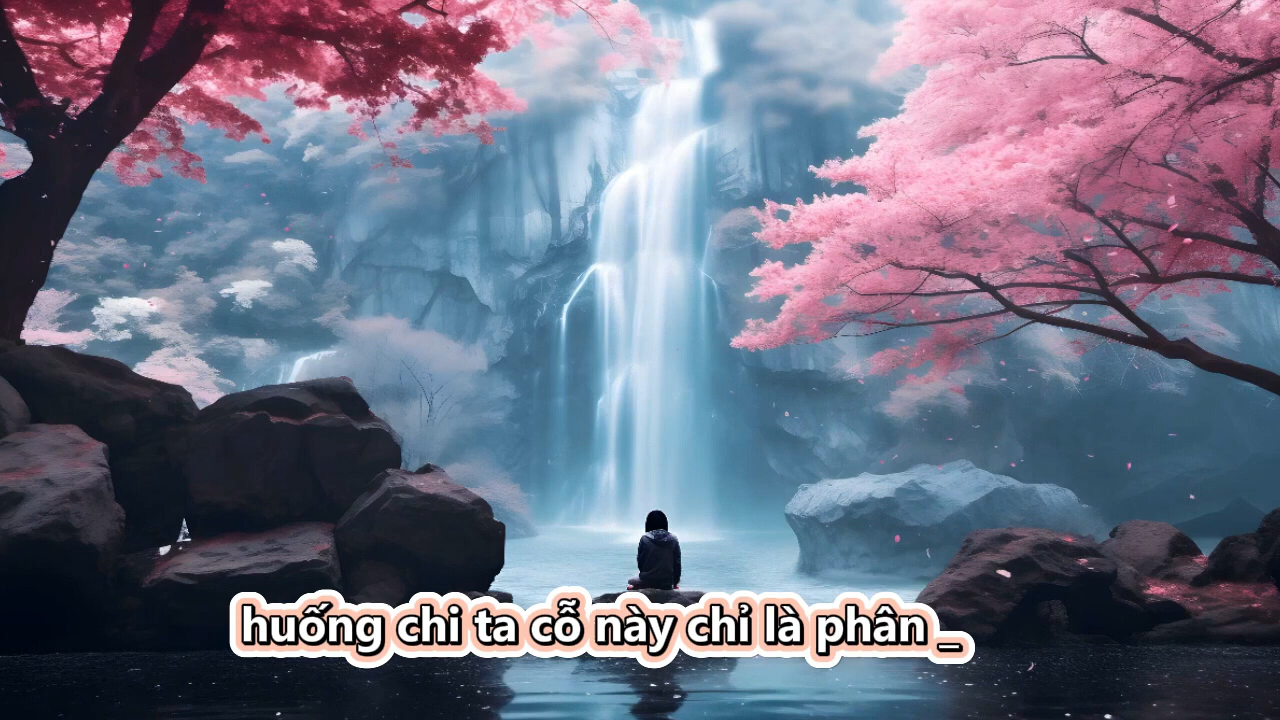 huống chi ta cỗ này chỉ là phân _